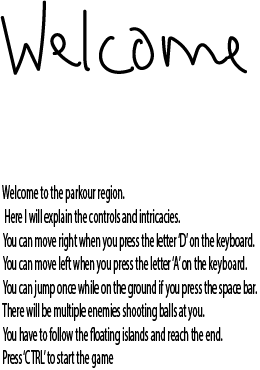 Welcome
Welcome to the parkour region.
Here I will explain the controls and intricacies.
You can move right when you press the letter 'D' on the keyboard.
You can move left when you press the letter 'A' on the keyboard.
You can jump once while on the ground if you press the space bar.
There will be multiple enemies shooting balls at you.
You have to follow the floating islands and reach the end.
Press 'CTRL' to start the game